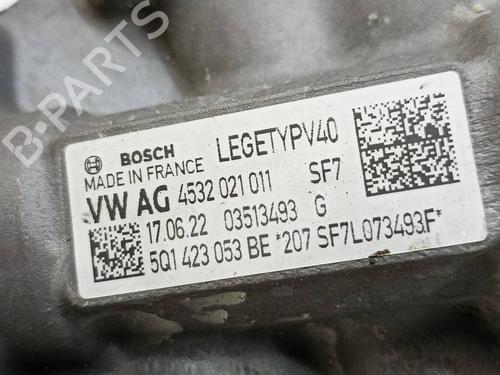 B-PARTS
BOSCH LEGETYPV40
MADE IN FRANCE
VW AG 4532 021 011 SF7
17.06.22 03513493 G
5Q1 423 053 BE *207 SF7L073493F*